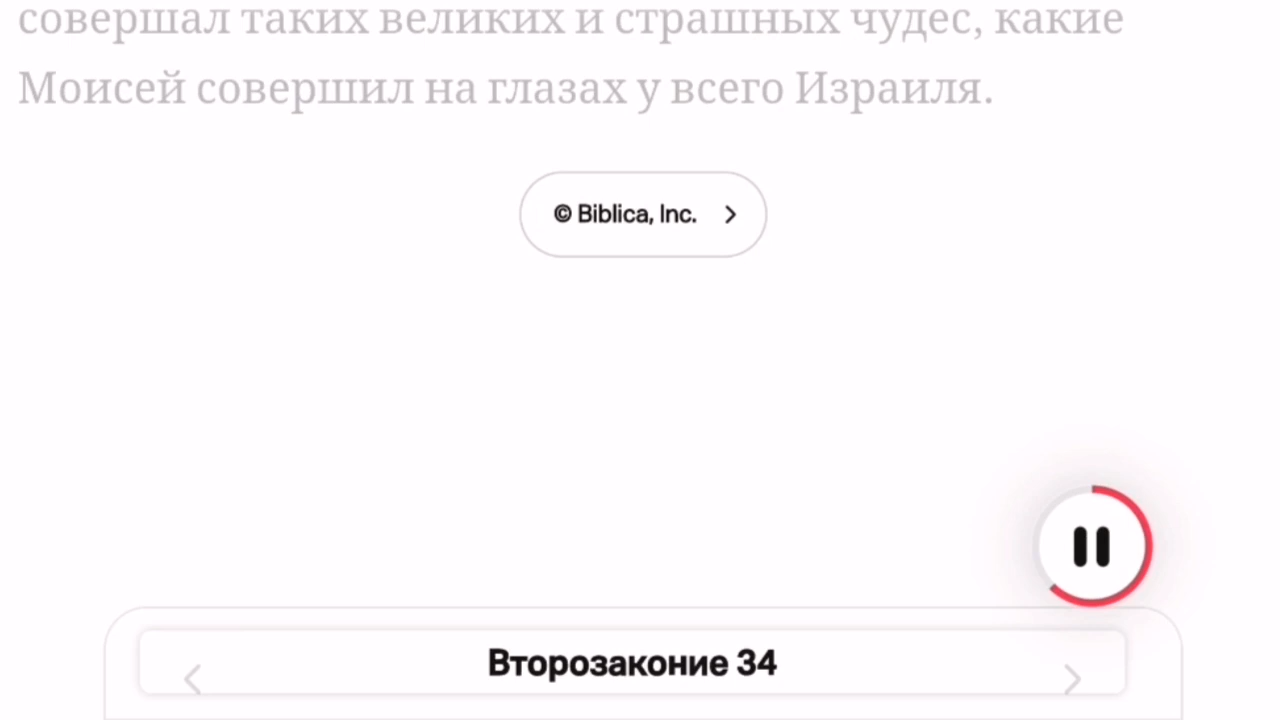 совершал таких великих и страшных чудес, какие
Моисей совершил на глазах у всего Израиля.
© Biblica, Inc.
Второзаконие 34